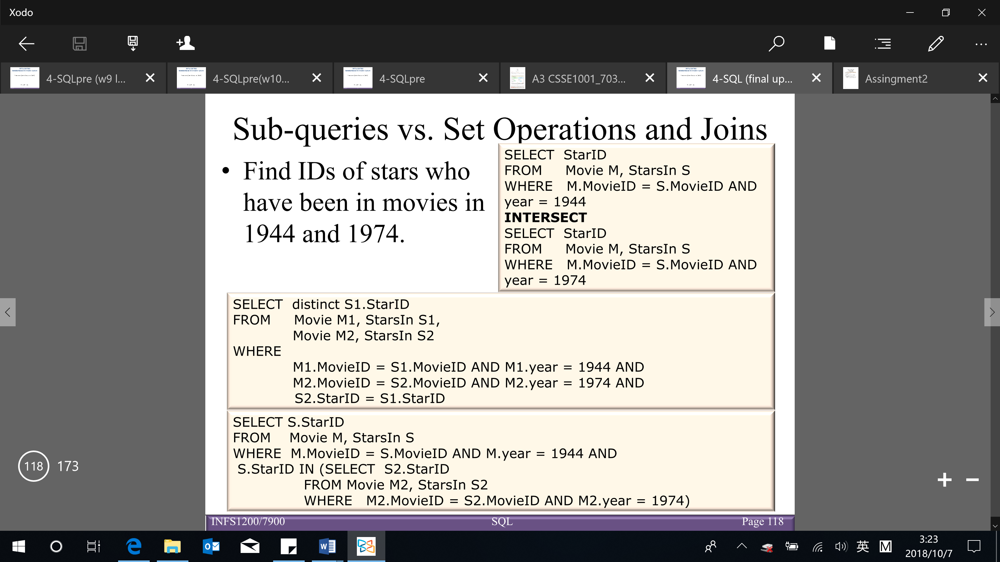 Xodo
4-SQLpre (w9 l...
4-SQLpre(w10...
4-SQLpre
A3 CSSE1001_703...
4-SQL (final up...
Assingment2
Sub-queries vs. Set Operations and Joins
• Find IDs of stars who
have been in movies in
1944 and 1974.
SELECT StarID
FROM Movie M, StarsIn S
WHERE M.MovieID = S.MovieID AND
year = 1944
INTERSECT
SELECT StarID
FROM Movie M, StarsIn S
WHERE M.MovieID = S.MovieID AND
year = 1974
SELECT distinct S1.StarID
FROM Movie M1, StarsIn S1,
Movie M2, StarsIn S2
WHERE
M1.MovieID = S1.MovieID AND M1.year = 1944 AND
M2.MovieID = S2.MovieID AND M2.year = 1974 AND
S2.StarID = S1.StarID
SELECT S.StarID
FROM Movie M, StarsIn S
WHERE M.MovieID = S.MovieID AND M.year = 1944 AND
S.StarID IN (SELECT S2.StarID
FROM Movie M2, StarsIn S2
WHERE M2.MovieID = S2.MovieID AND M2.year = 1974)
118 173
INFS1200/7900 SQL Page 118
英 M
3:23
2018/10/7